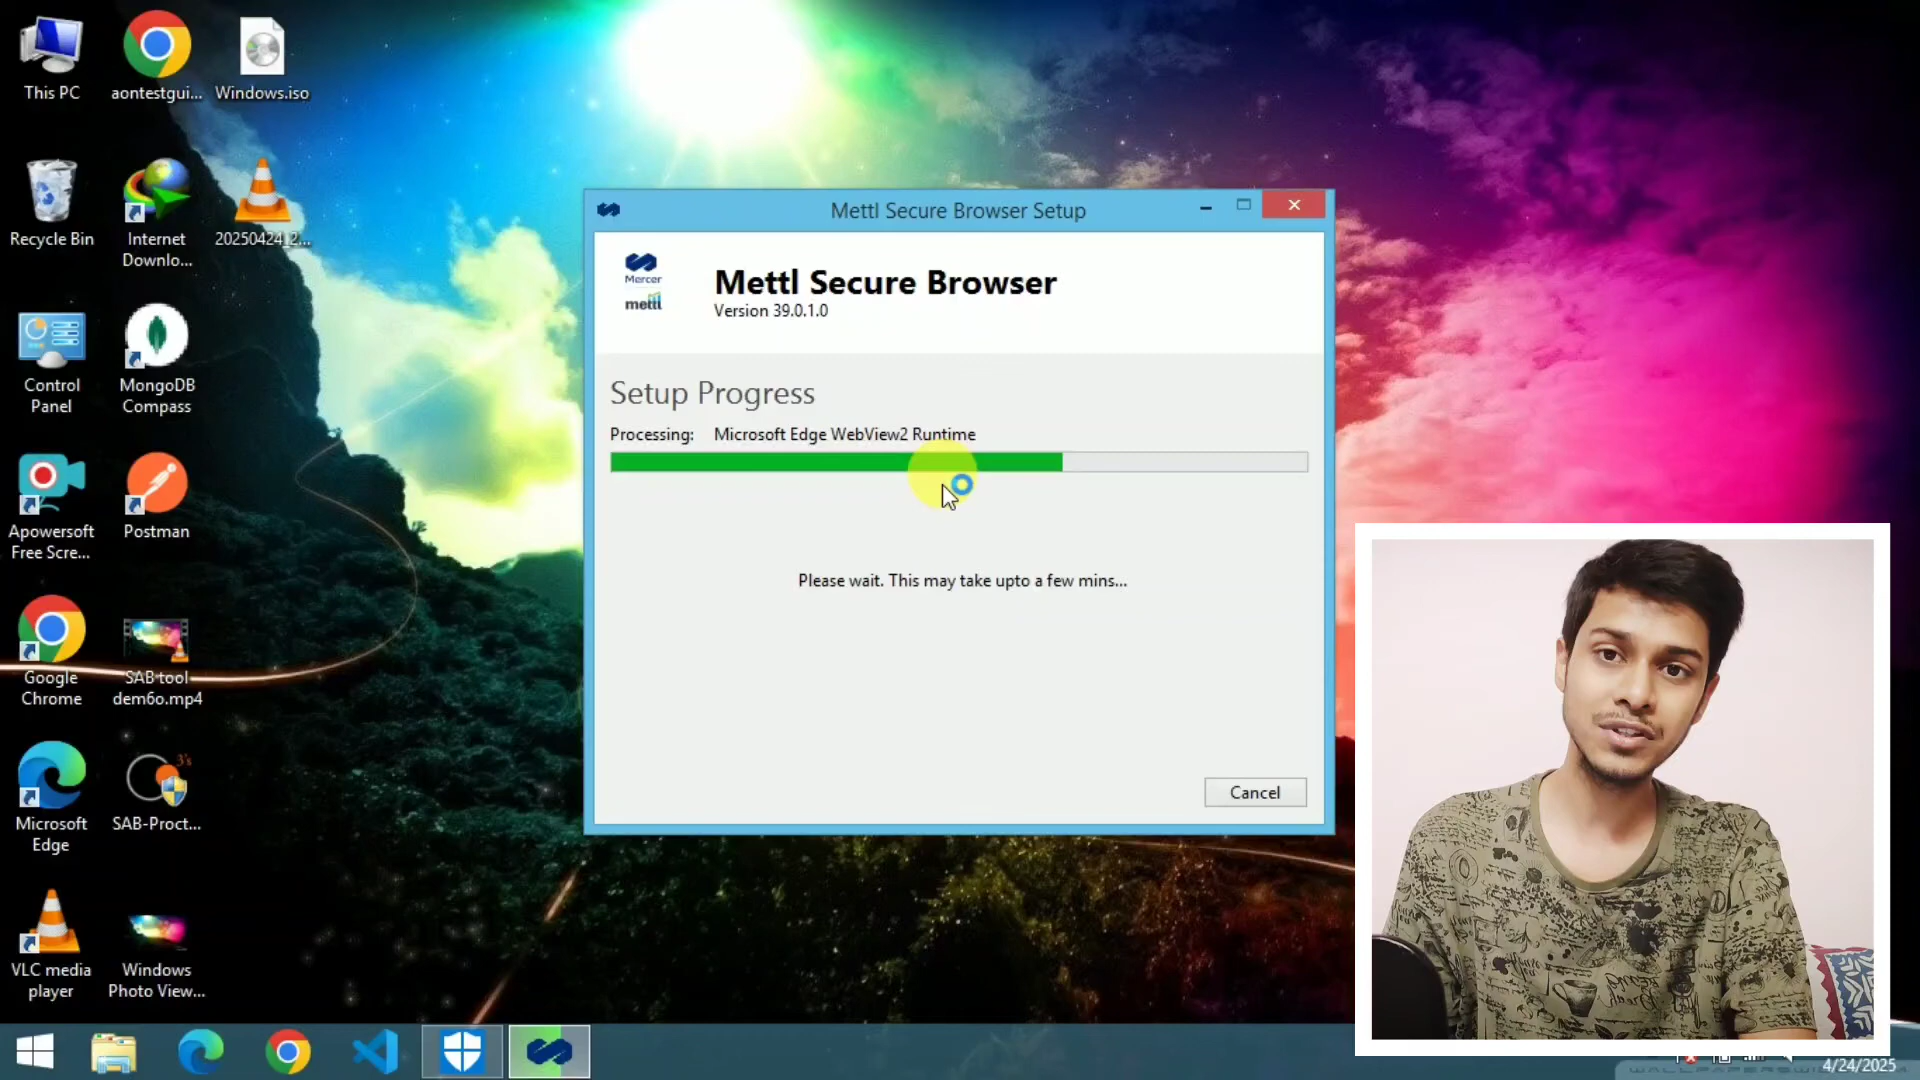 This PC
aontestgui...
Windows.iso
Recycle Bin
Internet
Downlo...
20250424_2...
Control
Panel
MongoDB
Compass
Apowersoft
Free Scre...
Postman
Google
Chrome
SAB tool
dem6o.mp4
Microsoft
Edge
3's
SAB-Proct...
VLC media
player
Windows
Photo View...
Mettl Secure Browser Setup
Mercer
mettl
Mettl Secure Browser
Version 39.0.1.0
Setup Progress
Processing: Microsoft Edge WebView2 Runtime
Please wait. This may take upto a few mins...
Cancel
4/24/2025